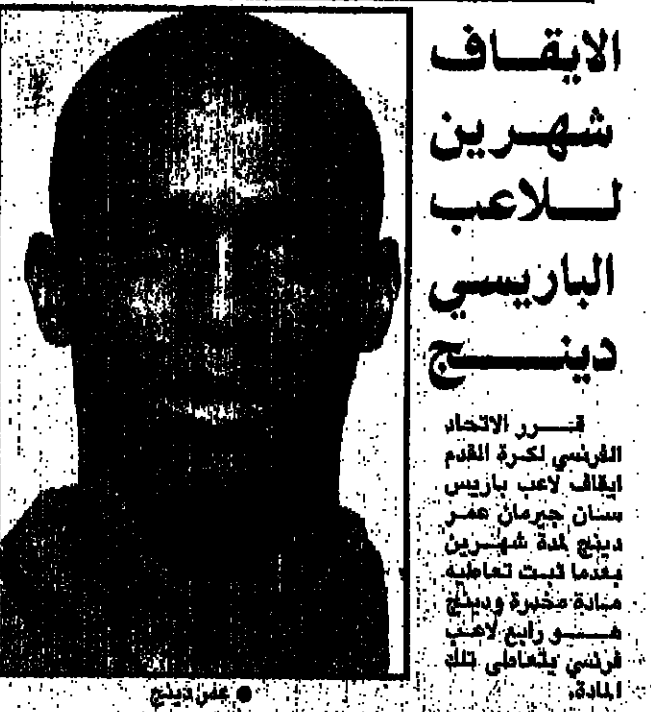 الايقاف
شهرين
للاعب
الباريسي
دينج
قرر الاتحاد
الفرنسي لكرة القدم
ايقاف لاعب باريس
سان جيرمان عمر
دينج لمدة شهرين
بعدما ثبت تعاطيه
مادة مخدرة ودينج
هو رابع لاعب
فرنسي يتعاطى تلك
المادة.
● عمر دينج